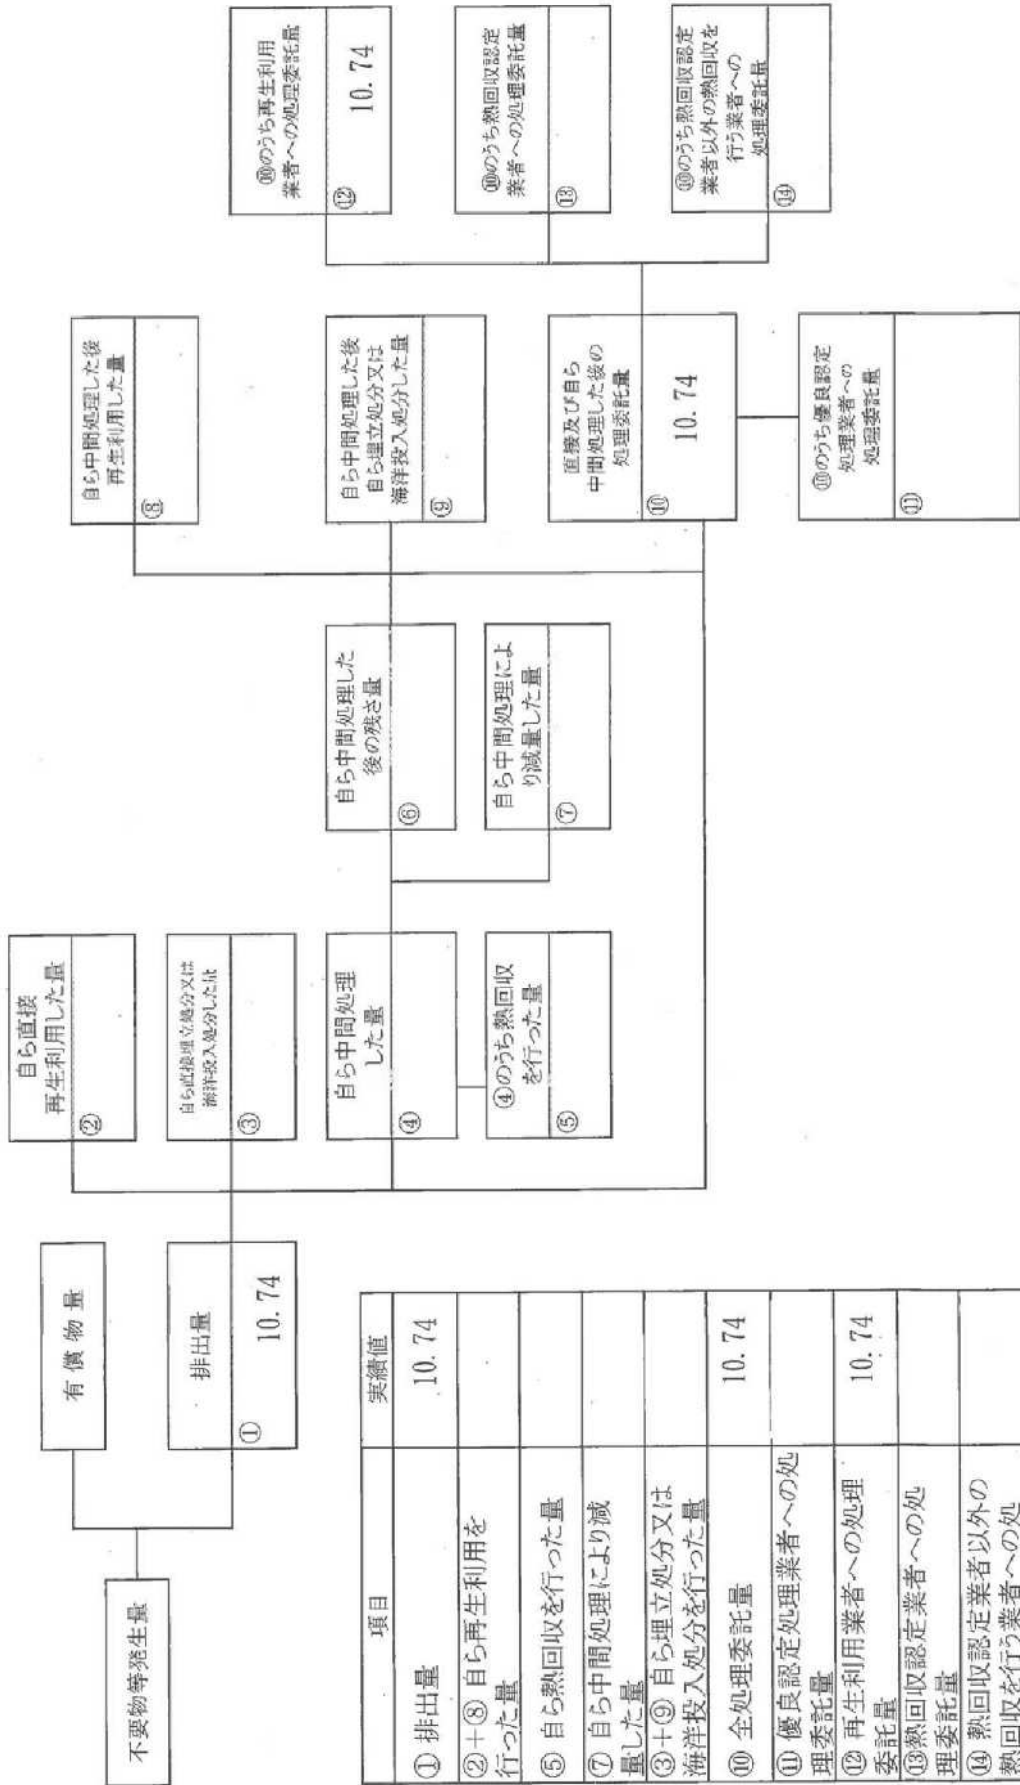 不要物等発生量
有償物量
排出量
①
10.74
自ら直接
再生利用した量
②
自ら直接埋立処分又は
海洋投入処分した量
③
自ら中間処理
した量
④
④のうち熱回収
を行った量
⑤
自ら中間処理した
後の残さ量
⑥
自ら中間処理によ
り減量した量
⑦
自ら中間処理した後
再生利用した量
⑧
自ら中間処理した後
自ら埋立処分又は
海洋投入処分した量
⑨
直接及び自ら
中間処理した後の
処理委託量
⑩
10.74
⑩のうち優良認定
処理業者への
処理委託量
⑪
⑩のうち再生利用
業者への処理委託量
⑫
10.74
⑩のうち熱回収認定
業者への処理委託量
⑬
⑩のうち熱回収認定
業者以外の熱回収を
行う業者への
処理委託量
⑭
項目 実績値
① 排出量 10.74
②+⑧ 自ら再生利用を
行った量
⑤ 自ら熱回収を行った量
⑦ 自ら中間処理により減
量した量
③+⑨ 自ら埋立処分又は
海洋投入処分を行った量
⑩ 全処理委託量 10.74
⑪ 優良認定処理業者への処
理委託量
⑫ 再生利用業者への処理
委託量 10.74
⑬熱回収認定業者への処
理委託量
⑭ 熱回収認定業者以外の
熱回収を行う業者への処